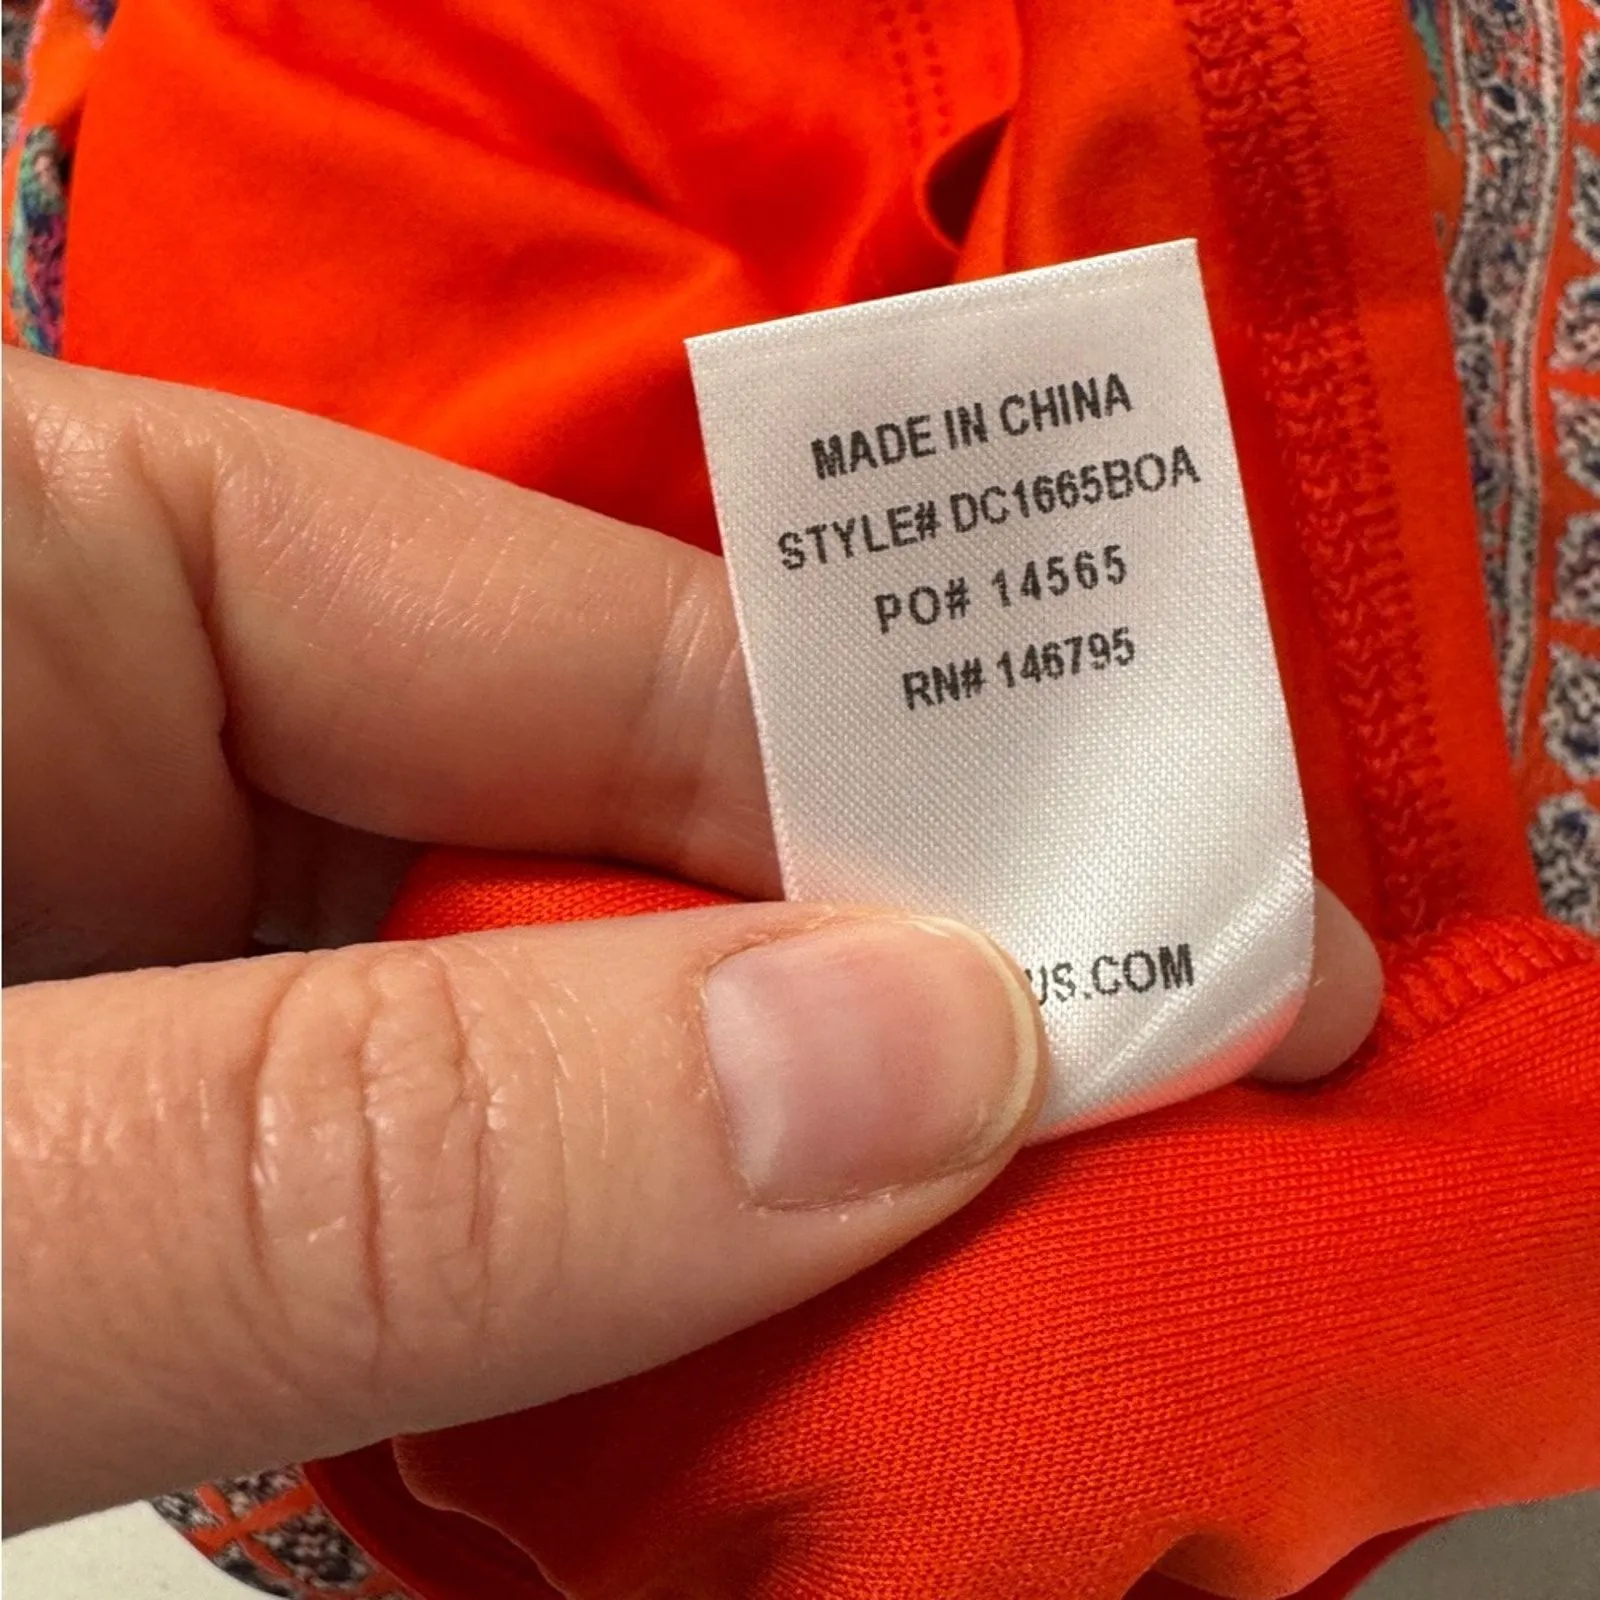 MADE IN CHINA
STYLE# DC1665BOA
PO# 14565
RN# 146795
US.COM